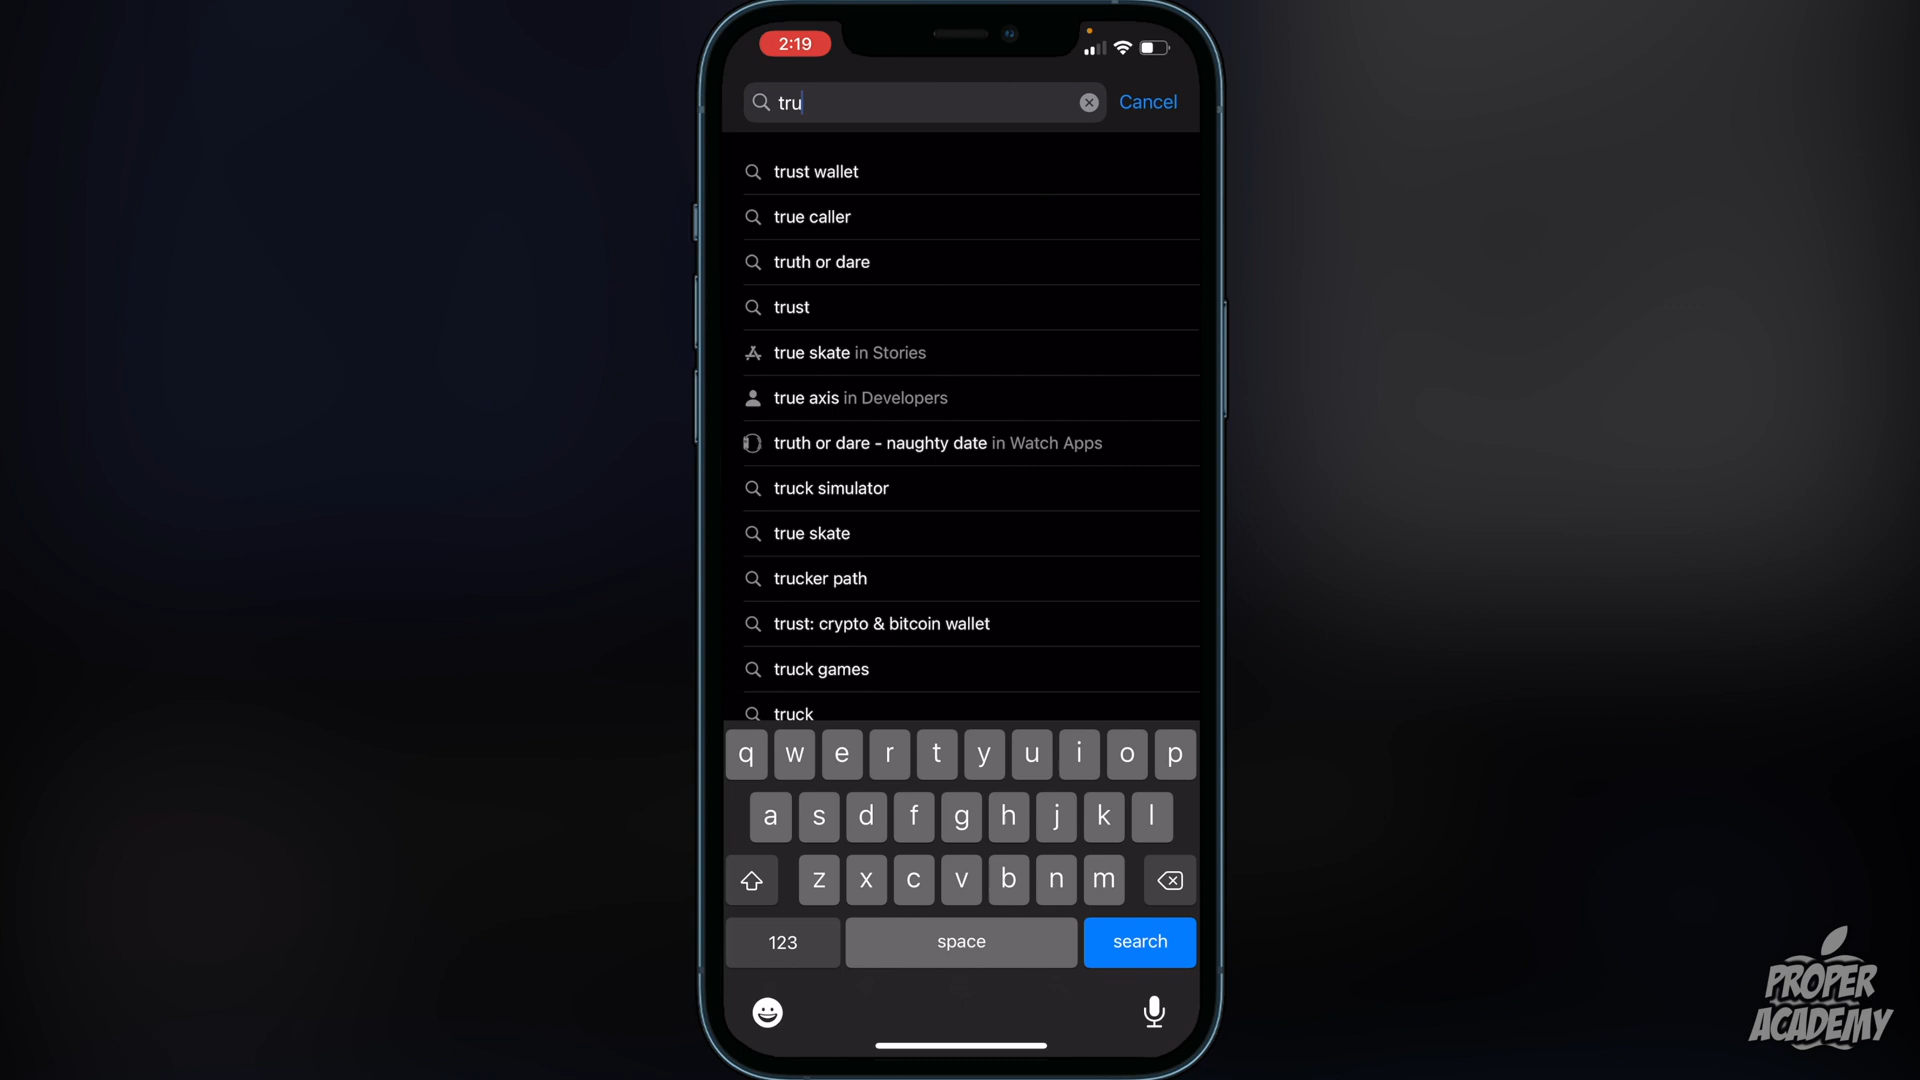 2:19
tru
Cancel
trust wallet
true caller
truth or dare
trust
true skate in Stories
true axis in Developers
truth or dare - naughty date in Watch Apps
truck simulator
true skate
trucker path
trust: crypto & bitcoin wallet
truck games
truck
q w e r t y u i o p
a s d f g h j k l
z x c v b n m
123 space search
PROPER
ACADEMY